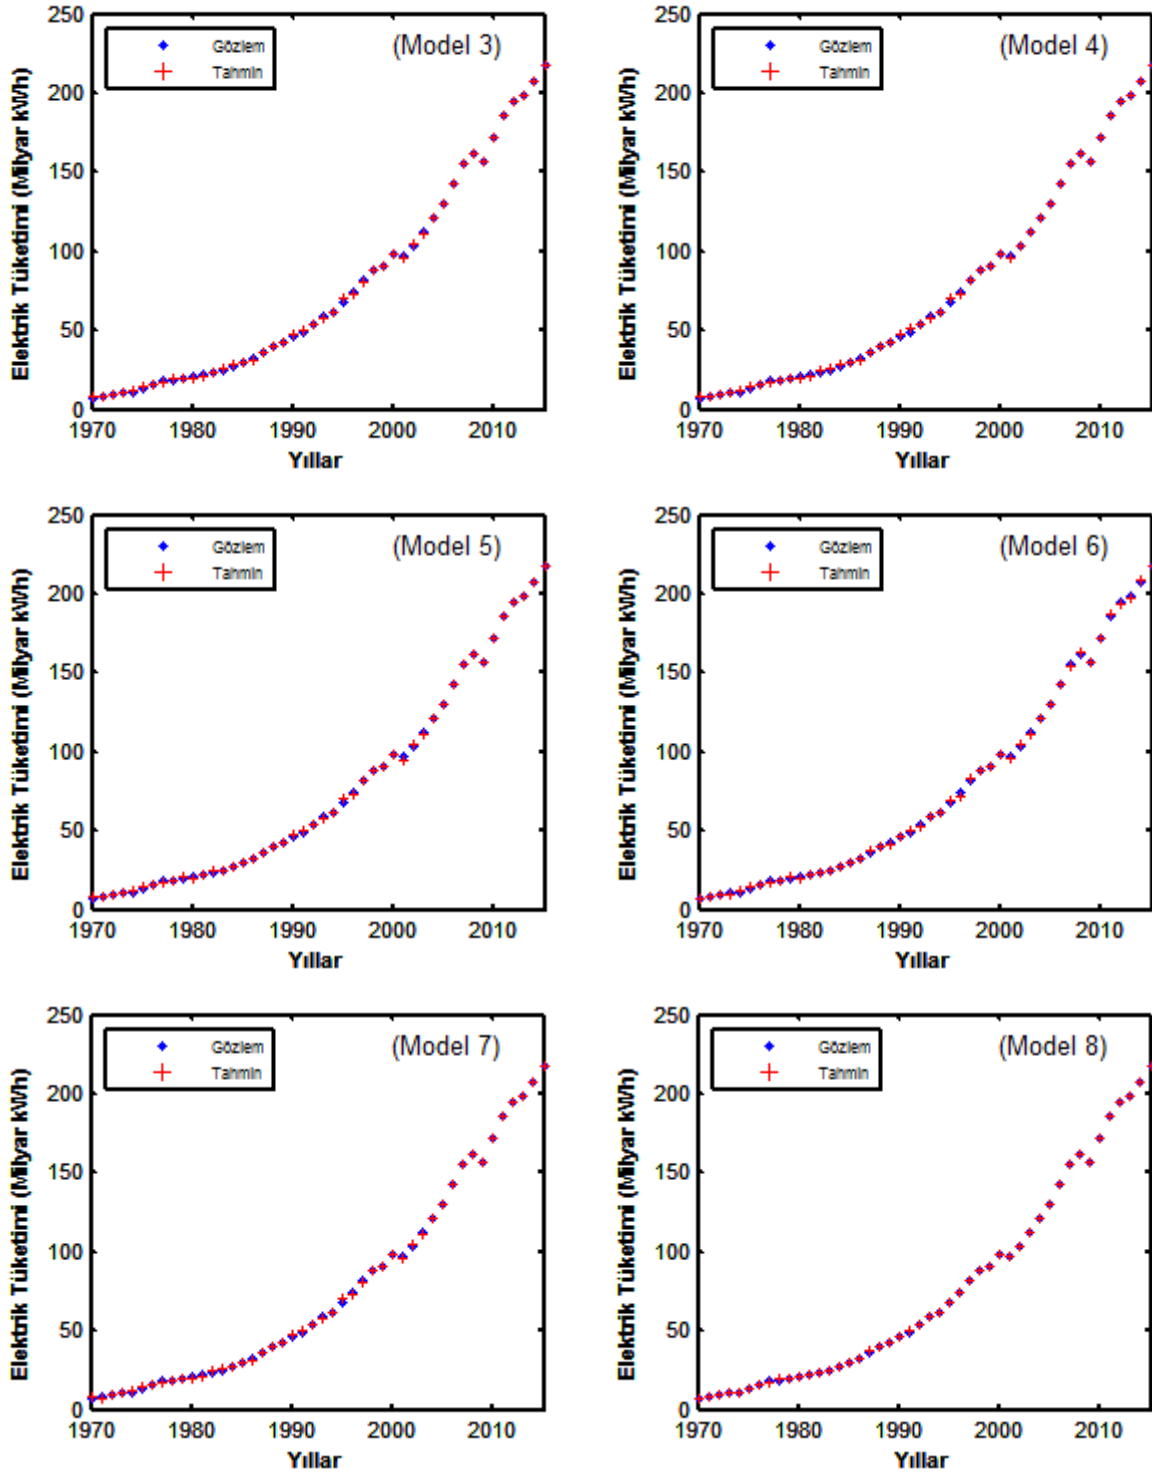 250
200
150
100
50
0
Elektrik Tüketimi (Milyar kWh)
Gözlem
Tahmin
(Model 3)
1970 1980 1990 2000 2010
Yıllar
250
200
150
100
50
0
Elektrik Tüketimi (Milyar kWh)
Gözlem
Tahmin
(Model 4)
1970 1980 1990 2000 2010
Yıllar
250
200
150
100
50
0
Elektrik Tüketimi (Milyar kWh)
Gözlem
Tahmin
(Model 5)
1970 1980 1990 2000 2010
Yıllar
250
200
150
100
50
0
Elektrik Tüketimi (Milyar kWh)
Gözlem
Tahmin
(Model 6)
1970 1980 1990 2000 2010
Yıllar
250
200
150
100
50
0
Elektrik Tüketimi (Milyar kWh)
Gözlem
Tahmin
(Model 7)
1970 1980 1990 2000 2010
Yıllar
250
200
150
100
50
0
Elektrik Tüketimi (Milyar kWh)
Gözlem
Tahmin
(Model 8)
1970 1980 1990 2000 2010
Yıllar